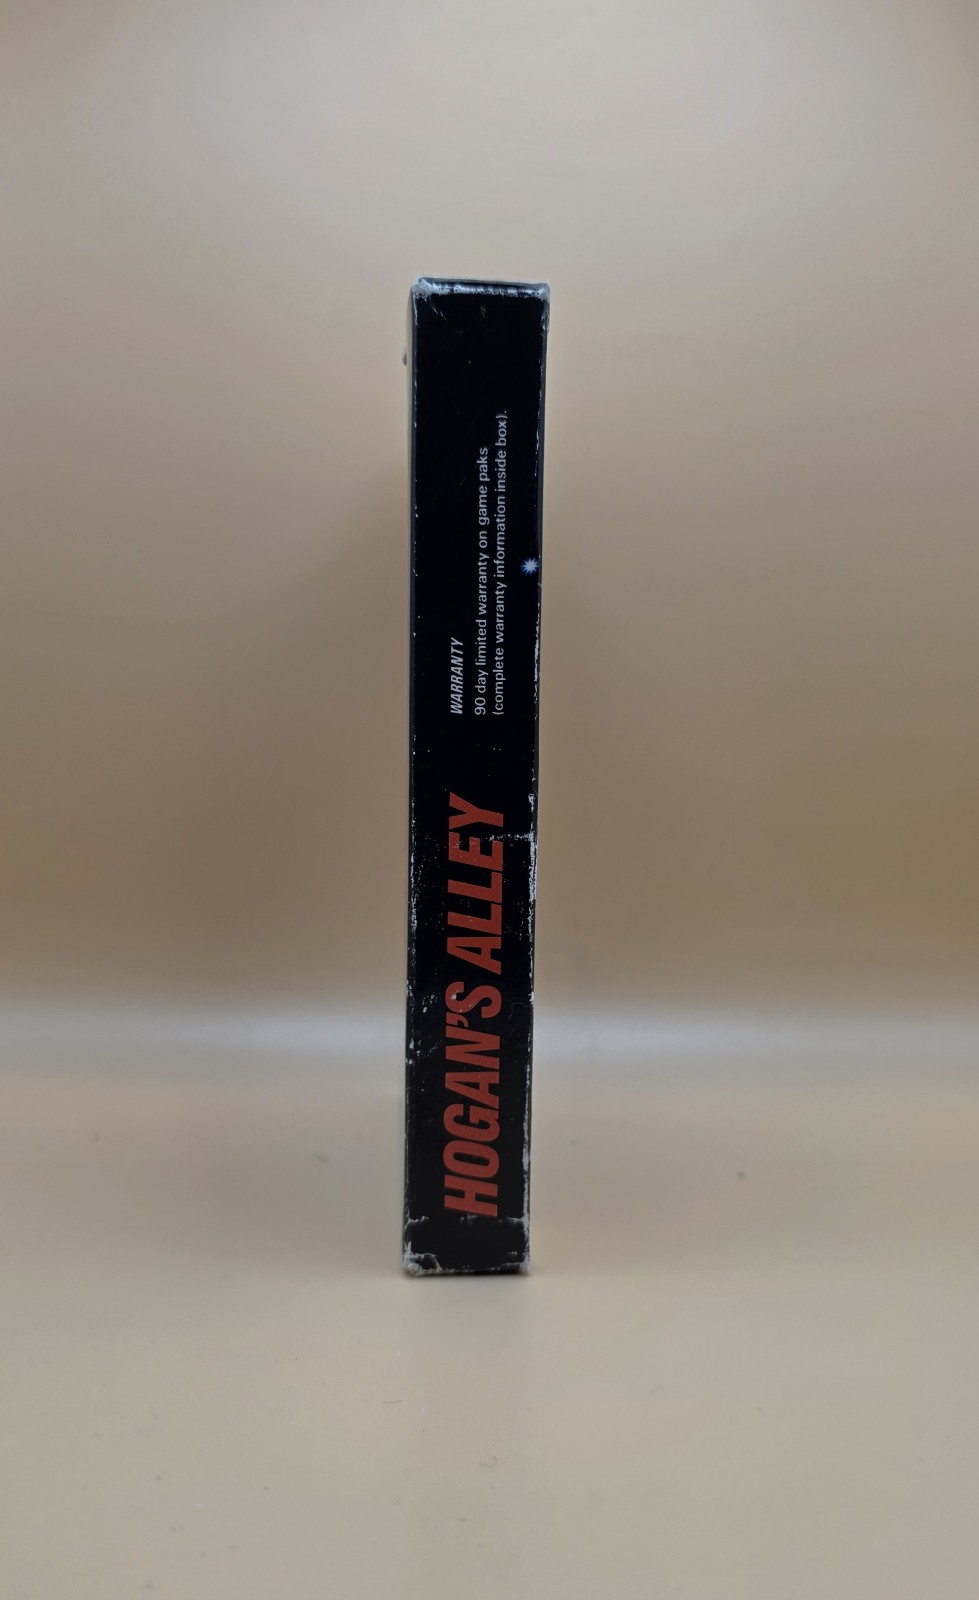 HOGAN'S ALLEY
WARRANTY
90 day limited warranty on game paks
(complete warranty information inside box).